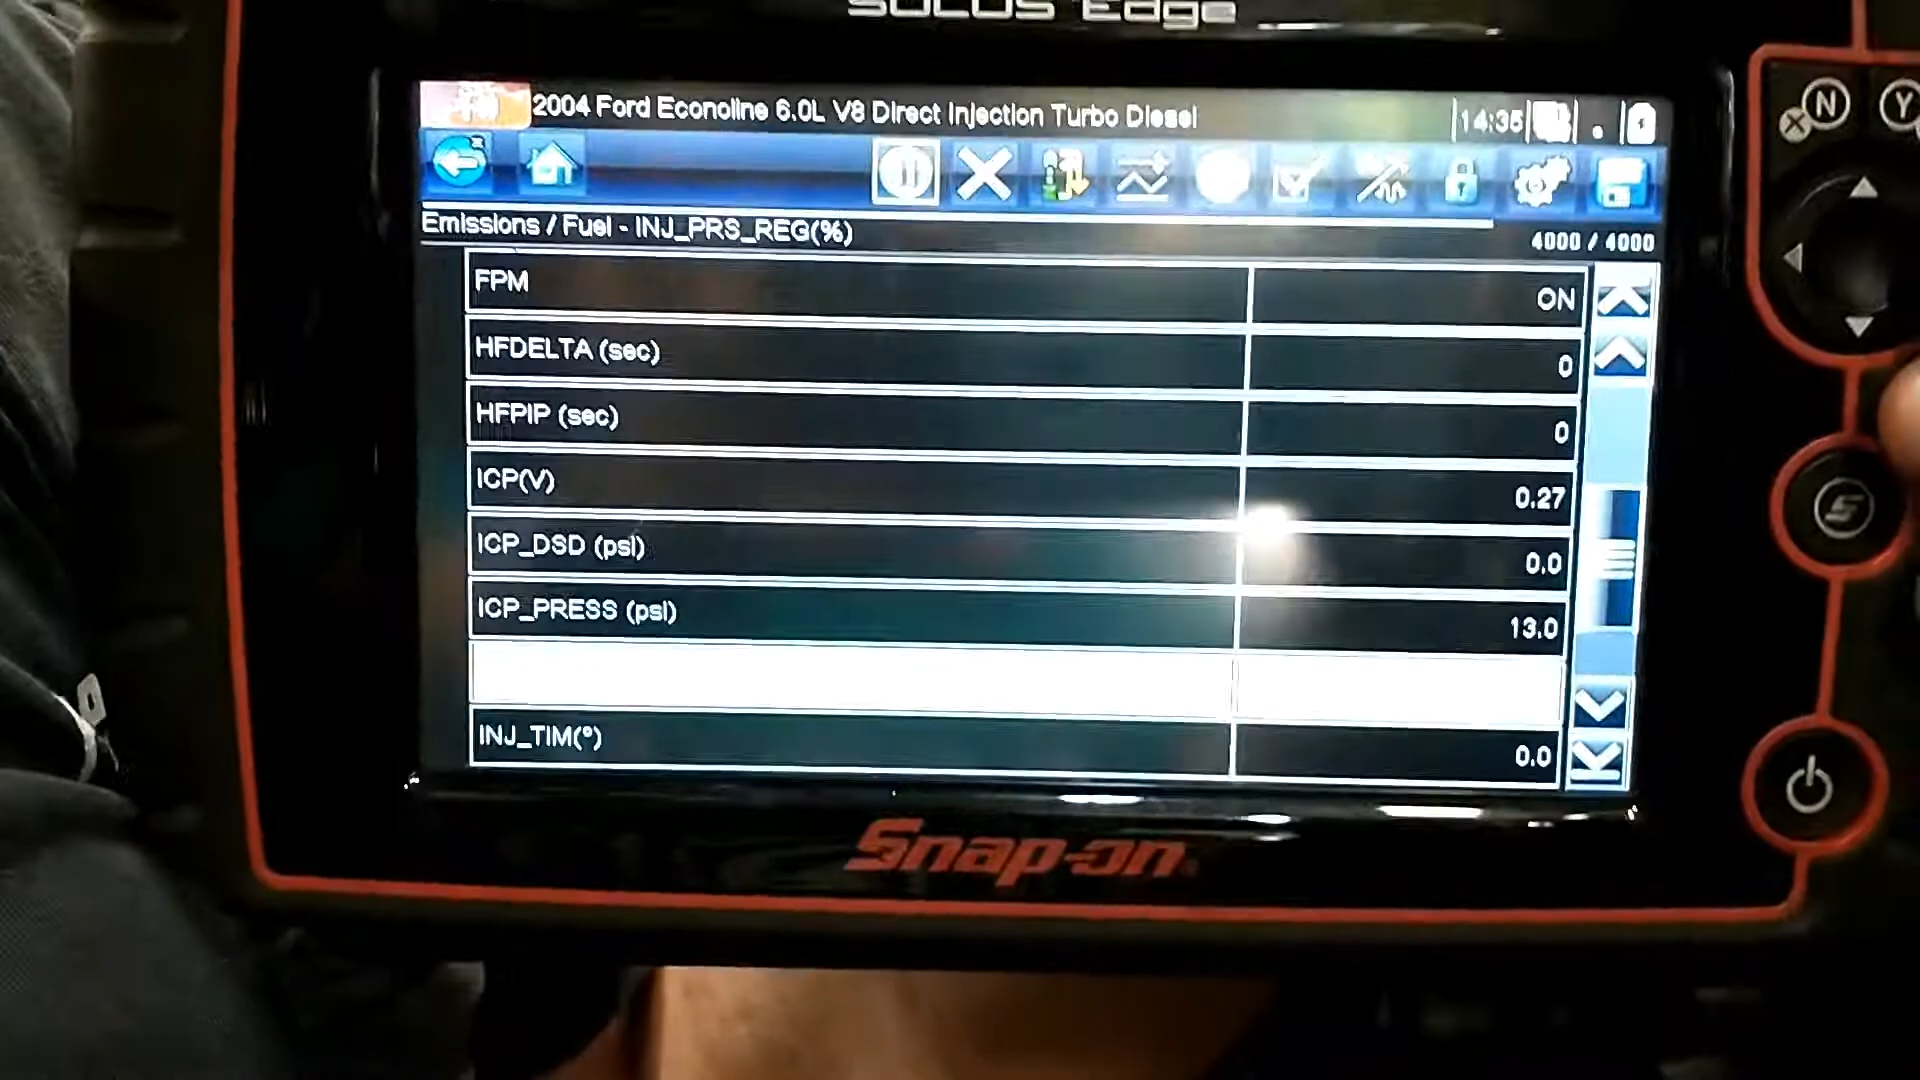 SOLUS Edge
2004 Ford Econoline 6.0L V8 Direct Injection Turbo Diesel 14:35
Emissions / Fuel - INJ_PRS_REG(%) 4000 / 4000
FPM ON
HFDELTA (sec) 0
HFPIP (sec) 0
ICP(V) 0.27
ICP_DSD (psi) 0.0
ICP_PRESS (psi) 13.0
INJ_TIM(°) 0.0
Snap-on
N
X
Y
S